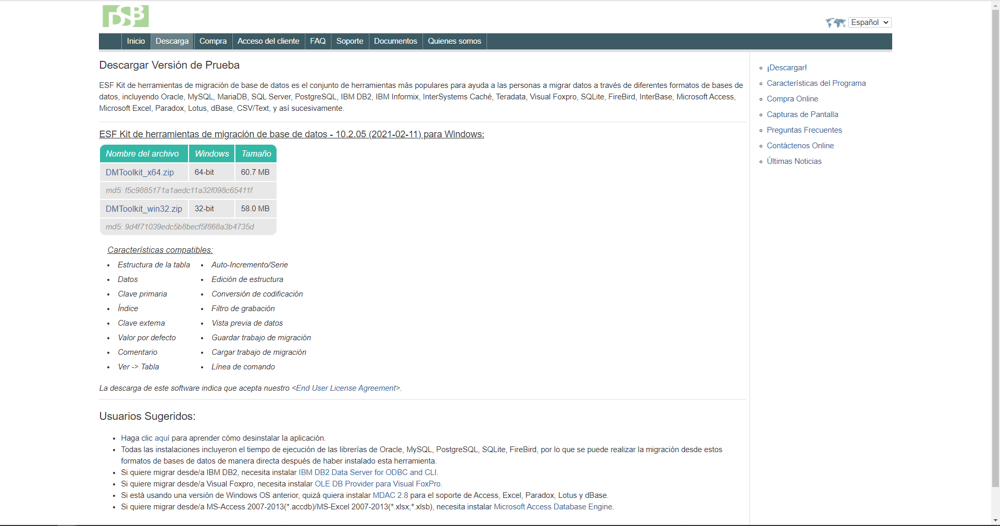 DSB
Español
Inicio Descarga Compra Acceso del cliente FAQ Soporte Documentos Quienes somos
Descargar Versión de Prueba
ESF Kit de herramientas de migración de base de datos es el conjunto de herramientas más populares para ayuda a las personas a migrar datos a través de diferentes formatos de bases de
datos, incluyendo Oracle, MySQL, MariaDB, SQL Server, PostgreSQL, IBM DB2, IBM Informix, InterSystems Caché, Teradata, Visual Foxpro, SQLite, FireBird, InterBase, Microsoft Access,
Microsoft Excel, Paradox, Lotus, dBase, CSV/Text, y así sucesivamente.
ESF Kit de herramientas de migración de base de datos - 10.2.05 (2021-02-11) para Windows:
Nombre del archivo Windows Tamaño
DMToolkit_x64.zip 64-bit 60.7 MB
md5: f5c9885171a1aedc11a32f098c65411f
DMToolkit_win32.zip 32-bit 58.0 MB
md5: 9d4f71039edc5b8becf5f868a3b4735d
Características compatibles:
• Estructura de la tabla • Auto-Incremento/Serie
• Datos • Edición de estructura
• Clave primaria • Conversión de codificación
• Índice • Filtro de grabación
• Clave externa • Vista previa de datos
• Valor por defecto • Guardar trabajo de migración
• Comentario • Cargar trabajo de migración
• Ver -> Tabla • Línea de comando
La descarga de este software indica que acepta nuestro <End User License Agreement>.
Usuarios Sugeridos:
• Haga clic aquí para aprender cómo desinstalar la aplicación.
• Todas las instalaciones incluyeron el tiempo de ejecución de las librerías de Oracle, MySQL, PostgreSQL, SQLite, FireBird, por lo que se puede realizar la migración desde estos
formatos de bases de datos de manera directa después de haber instalado esta herramienta.
• Si quiere migrar desde/a IBM DB2, necesita instalar IBM DB2 Data Server for ODBC and CLI.
• Si quiere migrar desde/a Visual Foxpro, necesita instalar OLE DB Provider para Visual FoxPro.
• Si está usando una versión de Windows OS anterior, quizá quiera instalar MDAC 2.8 para el soporte de Access, Excel, Paradox, Lotus y dBase.
• Si quiere migrar desde/a MS-Access 2007-2013(*.accdb)/MS-Excel 2007-2013(*.xlsx;*.xlsb), necesita instalar Microsoft Access Database Engine.
¡Descargar!
Características del Programa
Compra Online
Capturas de Pantalla
Preguntas Frecuentes
Contáctenos Online
Últimas Noticias